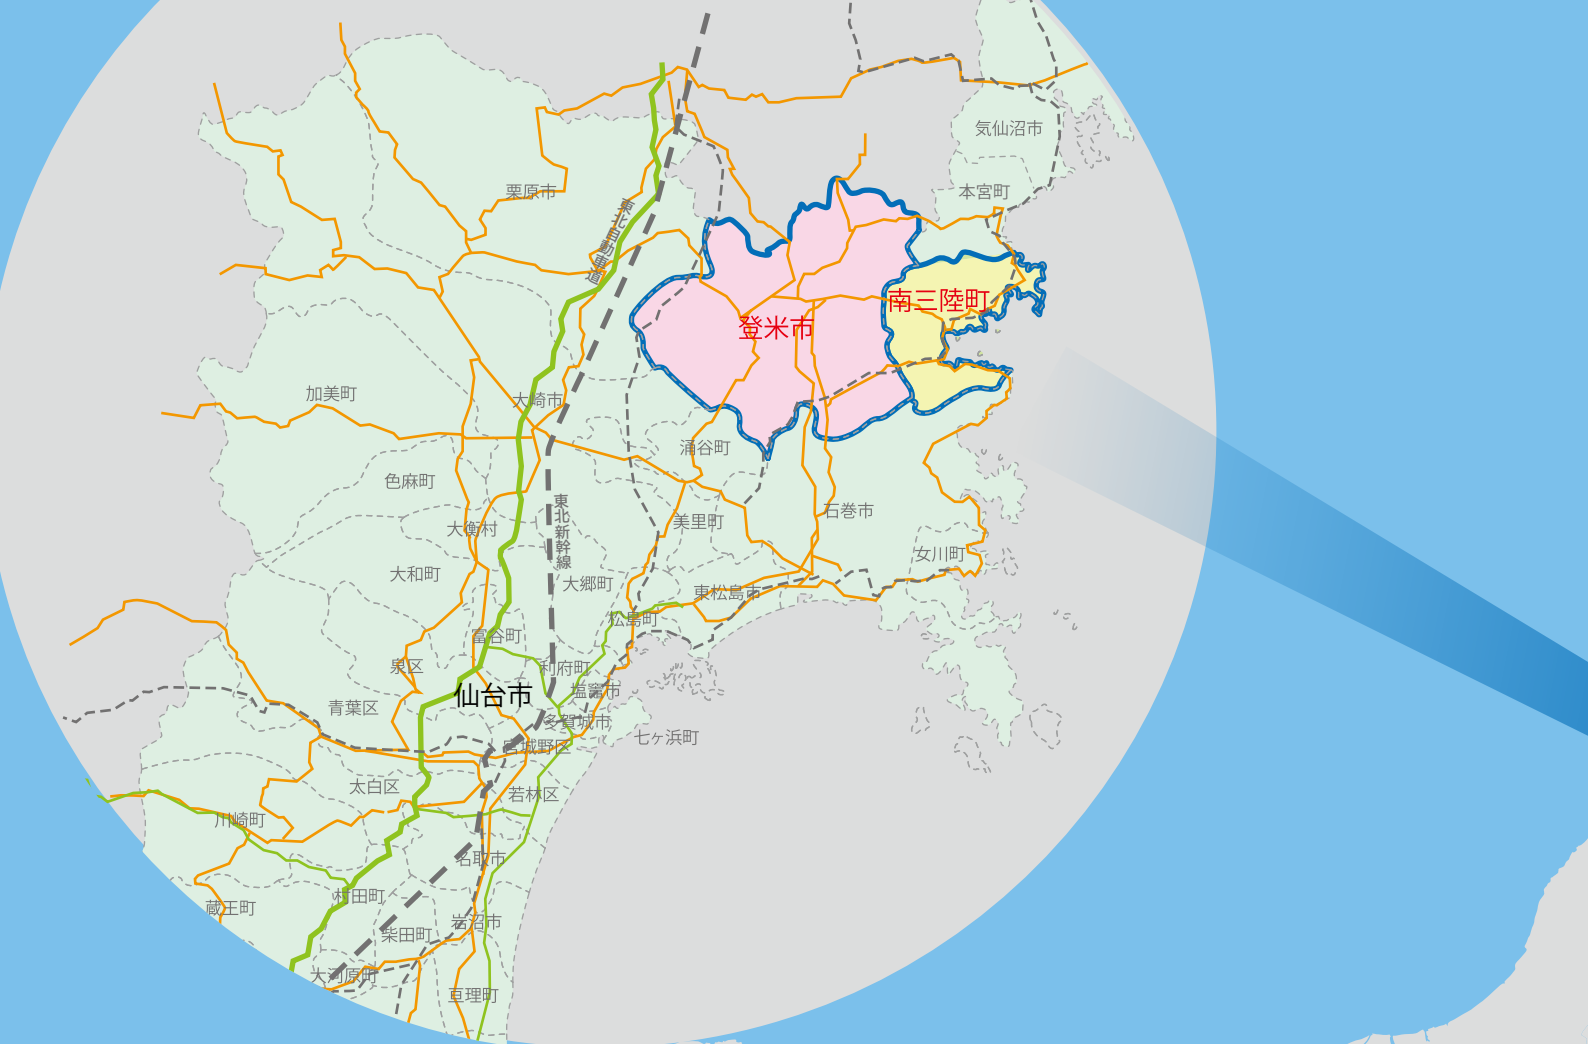 気仙沼市
本宮町
栗原市
東北自動車道
南三陸町
登米市
加美町
大崎市
涌谷町
色麻町
東北新幹線
石巻市
美里町
大衡村
女川町
大和町
大郷町
東松島市
松島町
富谷町
泉区
利府町
塩竈市
仙台市
青葉区
多賀城市
七ヶ浜町
宮城野区
太白区
若林区
川崎町
名取市
村田町
蔵王町
岩沼市
柴田町
大河原町
亘理町